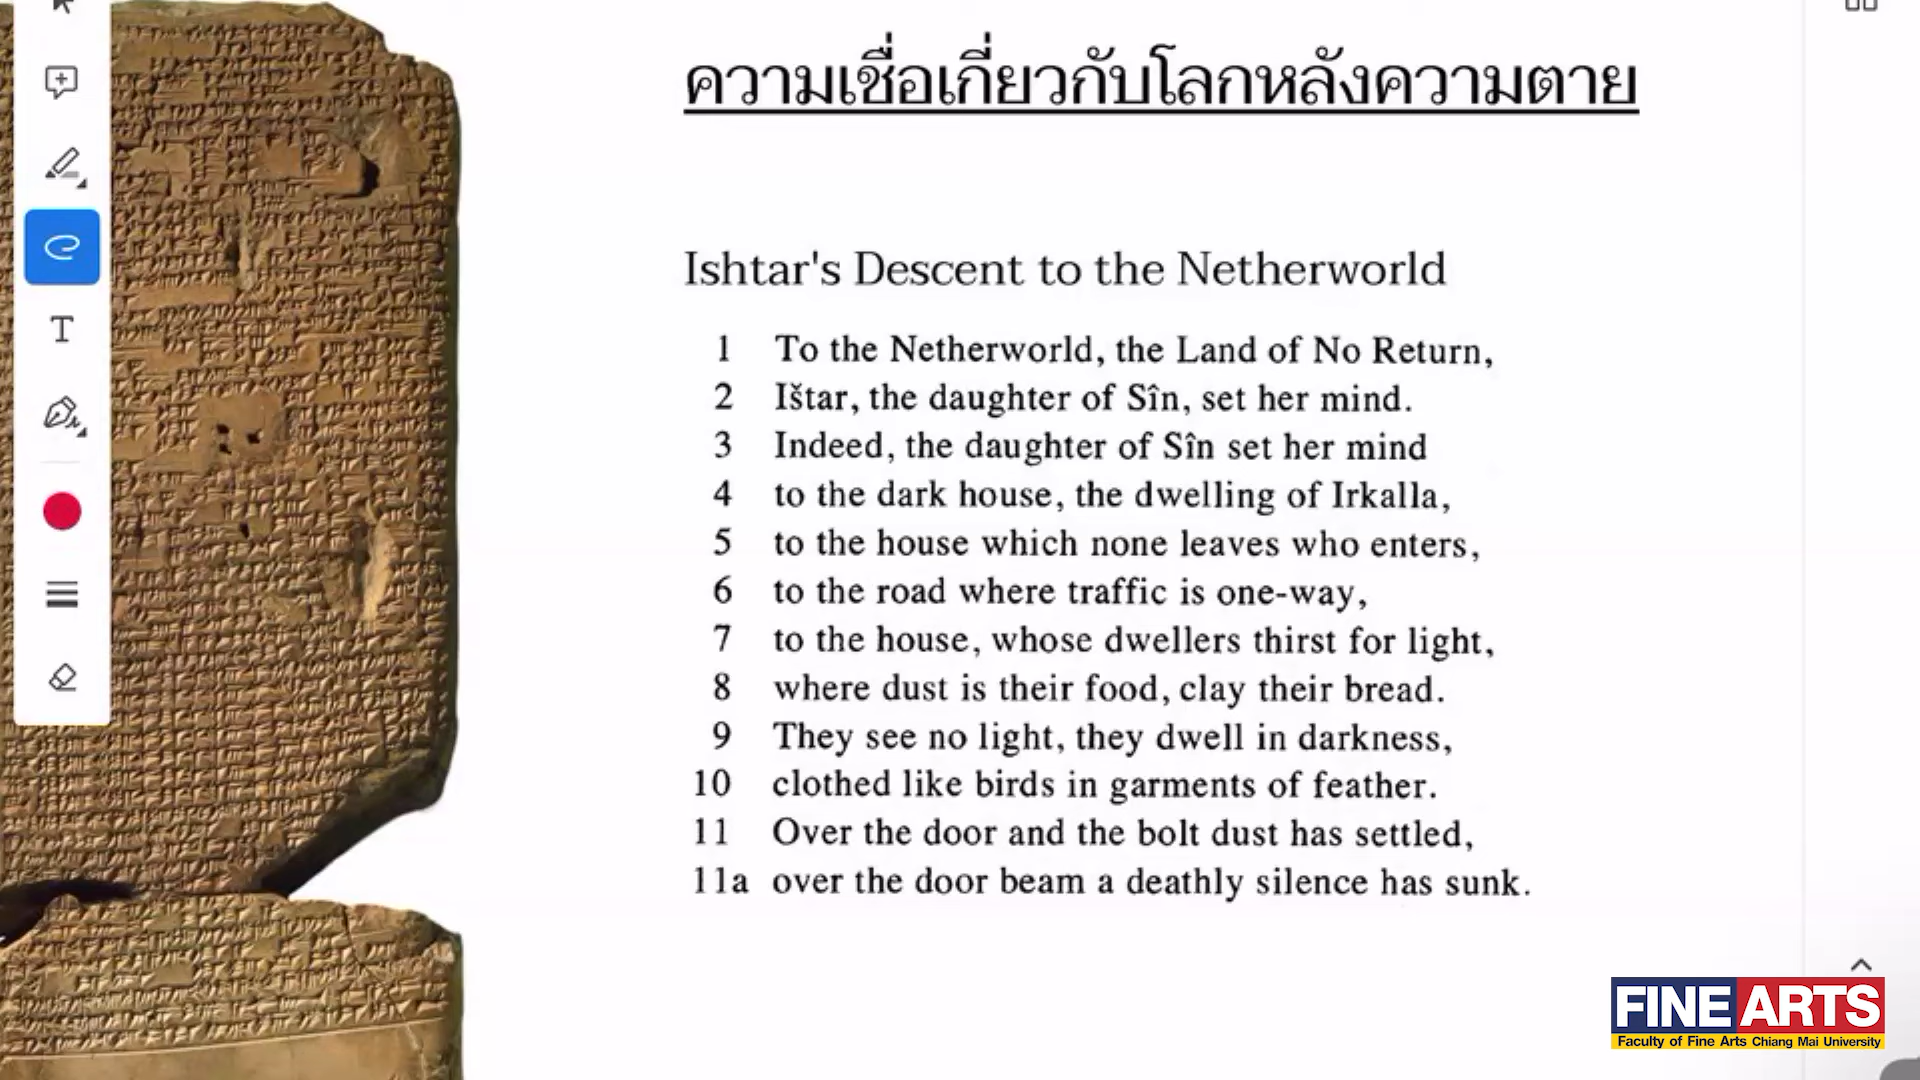 ความเชื่อเกี่ยวกับโลกหลังความตาย
Ishtar's Descent to the Netherworld
1 To the Netherworld, the Land of No Return,
2 Ištar, the daughter of Sîn, set her mind.
3 Indeed, the daughter of Sîn set her mind
4 to the dark house, the dwelling of Irkalla,
5 to the house which none leaves who enters,
6 to the road where traffic is one-way,
7 to the house, whose dwellers thirst for light,
8 where dust is their food, clay their bread.
9 They see no light, they dwell in darkness,
10 clothed like birds in garments of feather.
11 Over the door and the bolt dust has settled,
11a over the door beam a deathly silence has sunk.
FINE ARTS
Faculty of Fine Arts Chiang Mai University